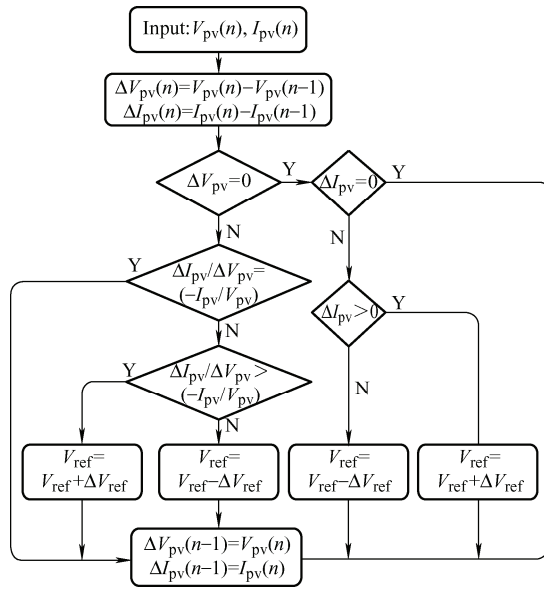 Input: Vpv(n), Ipv(n)
ΔVpv(n)=Vpv(n)−Vpv(n−1)
ΔIpv(n)=Ipv(n)−Ipv(n−1)
ΔVpv=0
Y
ΔIpv=0
Y
N
N
Y
ΔIpv/ΔVpv=
(−Ipv/Vpv)
ΔIpv>0
Y
N
Y
ΔIpv/ΔVpv>
(−Ipv/Vpv)
N
N
Vref=
Vref+ΔVref
Vref=
Vref−ΔVref
Vref=
Vref−ΔVref
Vref=
Vref+ΔVref
ΔVpv(n−1)=Vpv(n)
ΔIpv(n−1)=Ipv(n)